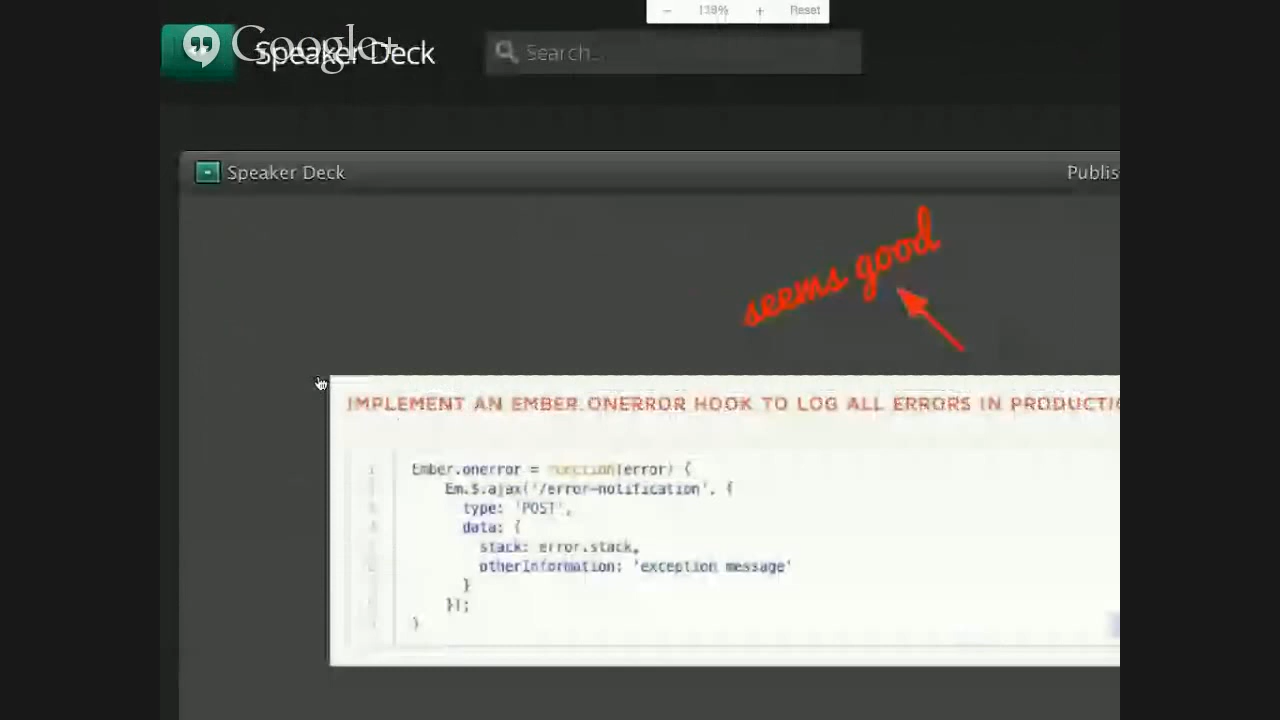 − 139% + Reset
Google+
Speaker Deck
Search...
Speaker Deck
Publis
seems good
IMPLEMENT AN EMBER.ONERROR HOOK TO LOG ALL ERRORS IN PRODUCTI
Ember.onerror = function(error) {
Em.$.ajax('/error-notification', {
type: 'POST',
data: {
stack: error.stack,
otherInformation: 'exception message'
}
});
}